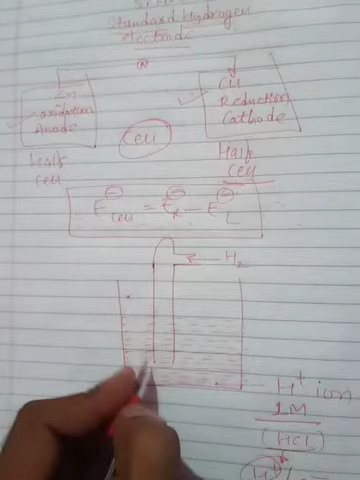 Standard Hydrogen
electrode
Zn
oxidation
Anode
Cu
Reduction
Cathode
Cell
Half
cell
Half
cell
E⊖cell = E⊖R - E⊖L
H2
H+ ion
1M
(HCl)